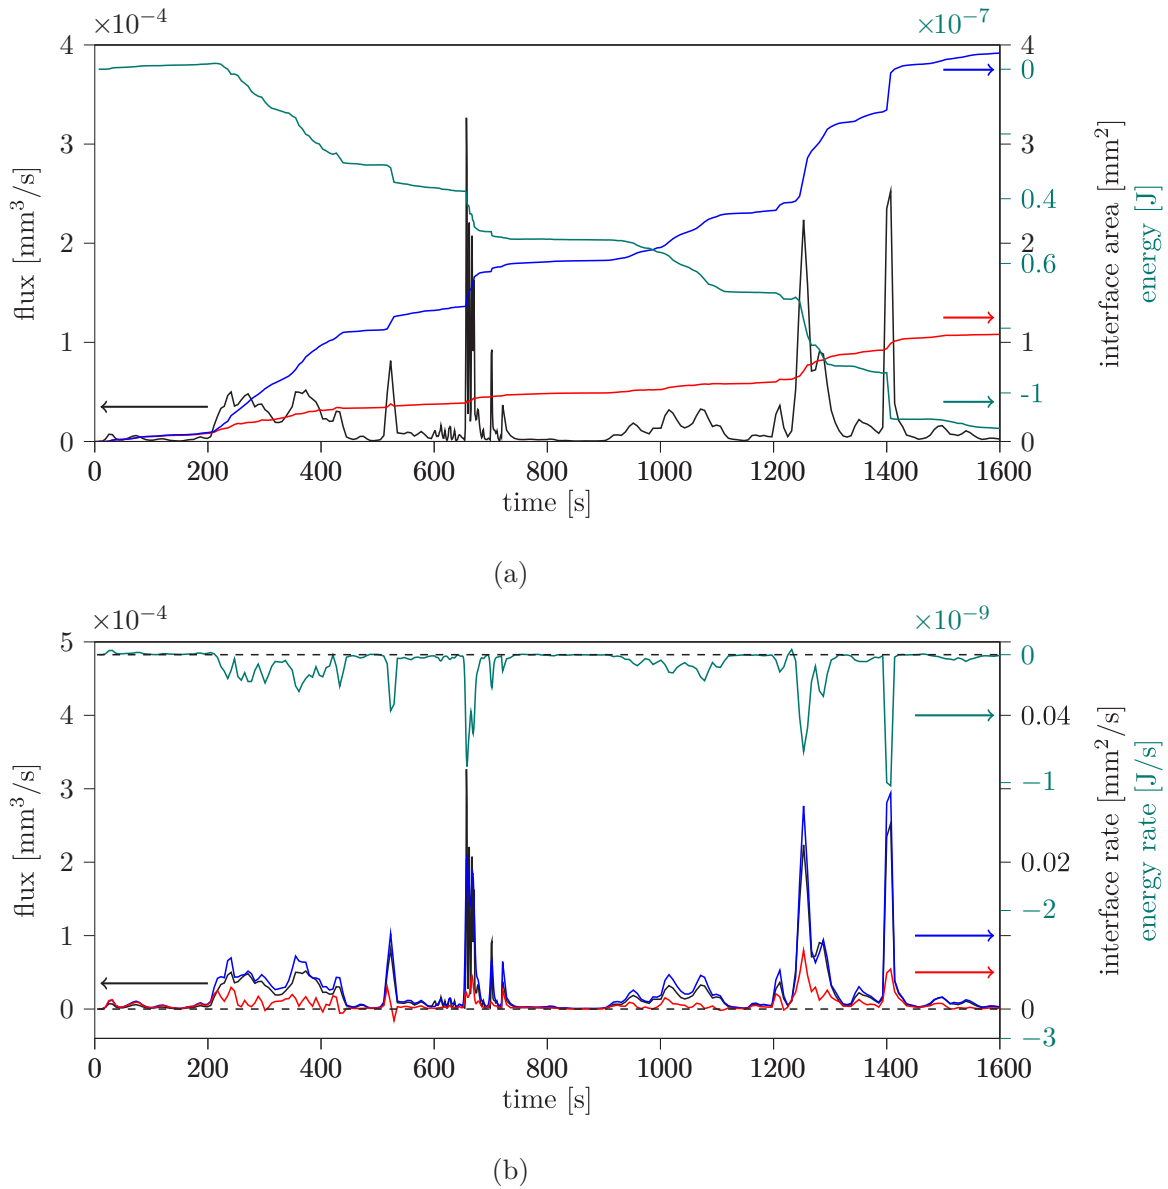 ×10−4
×10−7
4
3
2
1
0
flux [mm3/s]
4
0
3
0.4
2
0.6
1
-1
0
interface area [mm2]
energy [J]
0 200 400 600 800 1000 1200 1400 1600
time [s]
(a)
×10−4
×10−9
5
4
3
2
1
0
flux [mm3/s]
0
0.04
−1
0.02
−2
0
−3
interface rate [mm2/s]
energy rate [J/s]
0 200 400 600 800 1000 1200 1400 1600
time [s]
(b)